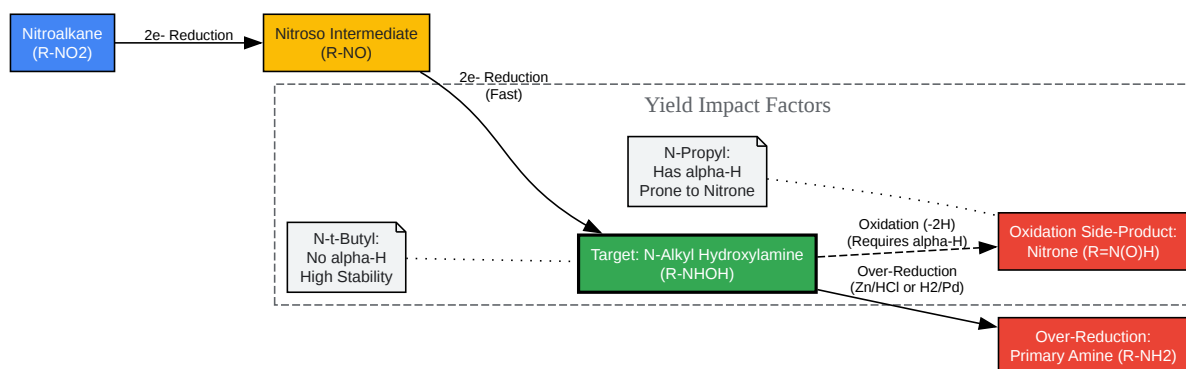 Nitroalkane
(R-NO2)
2e- Reduction
Nitroso Intermediate
(R-NO)
2e- Reduction
(Fast)
Yield Impact Factors
N-Propyl:
Has alpha-H
Prone to Nitrone
N-t-Butyl:
No alpha-H
High Stability
Target: N-Alkyl Hydroxylamine
(R-NHOH)
Oxidation (-2H)
(Requires alpha-H)
Oxidation Side-Product:
Nitrone (R=N(O)H)
Over-Reduction
(Zn/HCl or H2/Pd)
Over-Reduction:
Primary Amine (R-NH2)